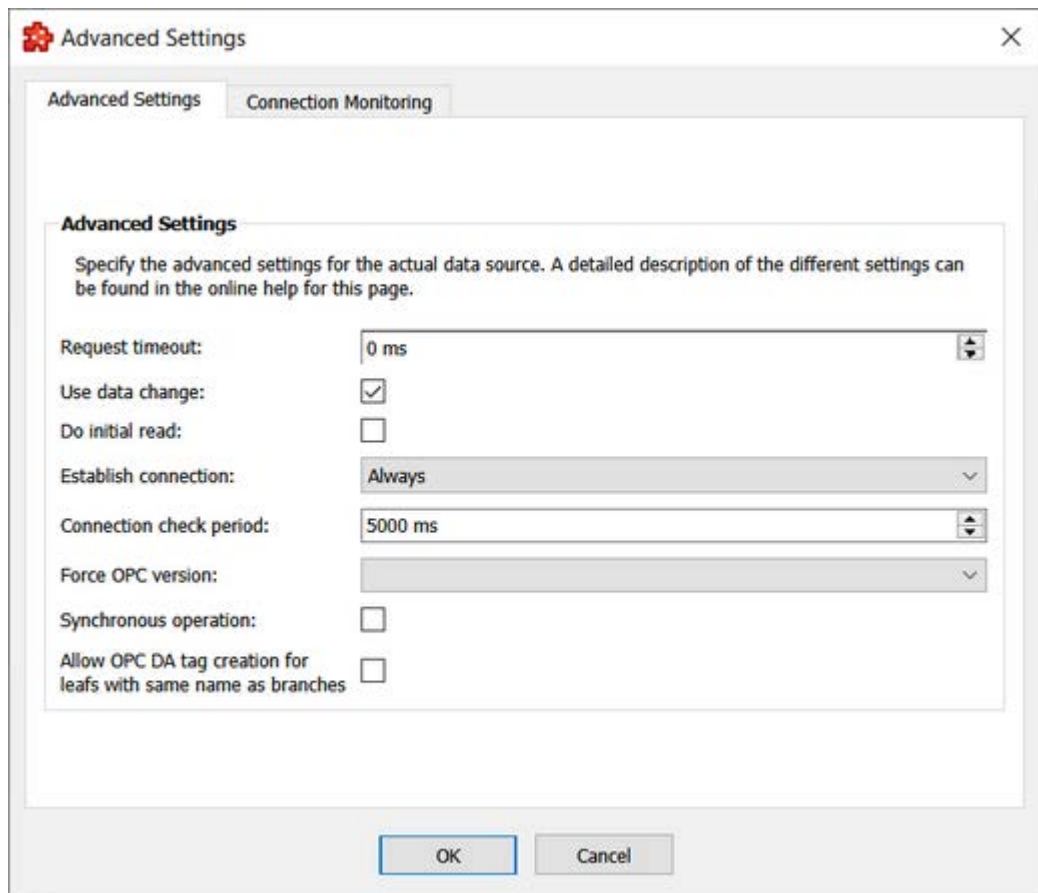 Advanced Settings
Advanced Settings
Connection Monitoring
Advanced Settings
Specify the advanced settings for the actual data source. A detailed description of the different settings can
be found in the online help for this page.
Request timeout:
0 ms
Use data change:
Do initial read:
Establish connection:
Always
Connection check period:
5000 ms
Force OPC version:
Synchronous operation:
Allow OPC DA tag creation for
leafs with same name as branches
OK
Cancel